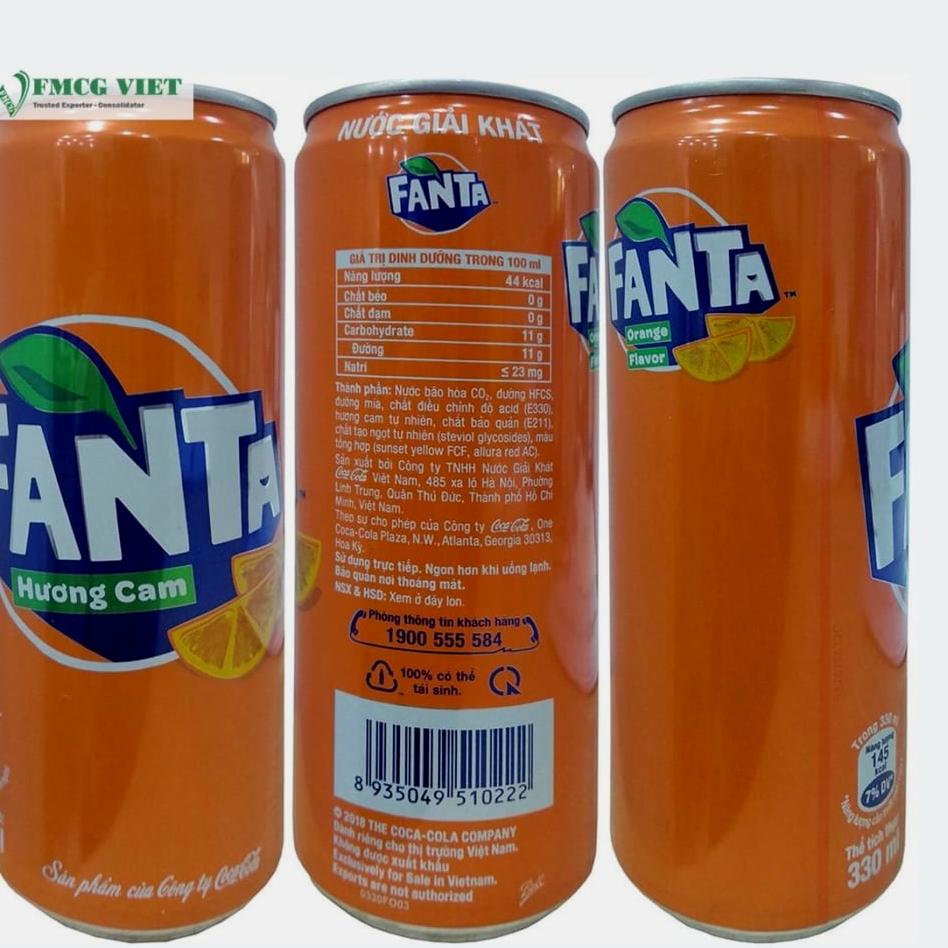 FMCG VIET
Trusted Exporter - Consolidator
FANTA
Hương Cam
Sản phẩm của Công ty Coca-Cola
NƯỚC GIẢI KHÁT
FANTA™
GIÁ TRỊ DINH DƯỠNG TRONG 100 ml
Năng lượng 44 kcal
Chất béo 0 g
Chất đạm 0 g
Carbohydrate 11 g
Đường 11 g
Natri ≤ 23 mg
Thành phần: Nước bão hòa CO₂, đường HFCS,
đường mía, chất điều chỉnh độ acid (E330),
hương cam tự nhiên, chất bảo quản (E211),
chất tạo ngọt tự nhiên (steviol glycosides), màu
tổng hợp (sunset yellow FCF, allura red AC).
Sản xuất bởi Công ty TNHH Nước Giải Khát
Coca-Cola Việt Nam, 485 xa lộ Hà Nội, Phường
Linh Trung, Quận Thủ Đức, Thành phố Hồ Chí
Minh, Việt Nam.
Theo sự cho phép của Công ty Coca-Cola, One
Coca-Cola Plaza, N.W., Atlanta, Georgia 30313,
Hoa Kỳ.
Sử dụng trực tiếp. Ngon hơn khi uống lạnh.
Bảo quản nơi thoáng mát.
NSX & HSD: Xem ở đáy lon.
Phòng thông tin khách hàng
1900 555 584
100% có thể
tái sinh.
8 935049 510222
© 2018 THE COCA-COLA COMPANY
Dành riêng cho thị trường Việt Nam.
Không được xuất khẩu
Exclusively for Sale in Vietnam.
Exports are not authorized
0330FO03
FANTA™
Orange
Flavor
Trong 330 ml
Năng lượng
145
kcal
7% DV*
Thể tích thực
330 ml